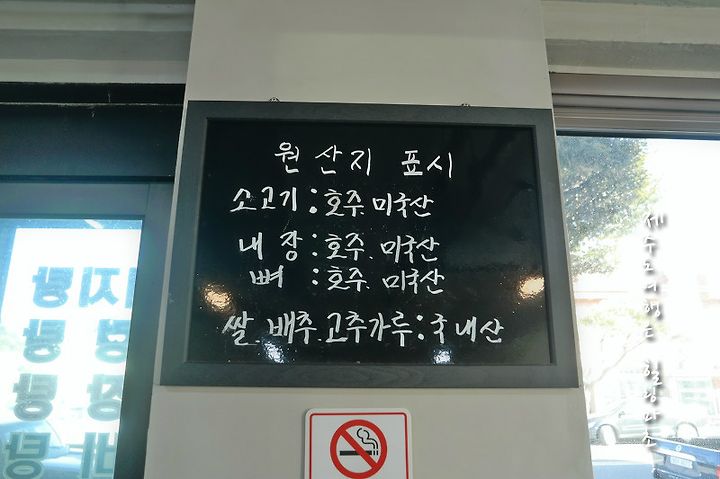 원산지 표시
소고기 : 호주. 미국산
내장 : 호주. 미국산
뼈 : 호주. 미국산
쌀. 배추. 고추가루 : 국내산